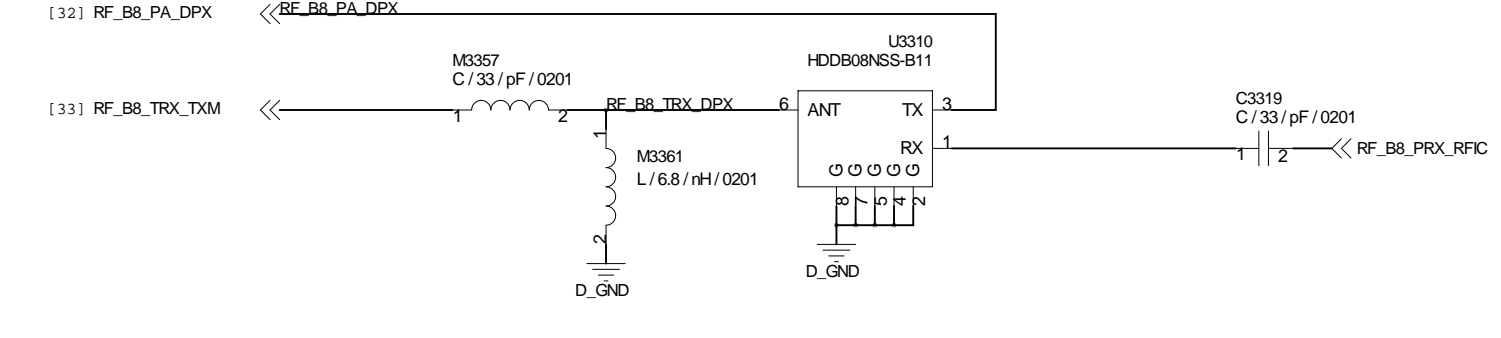 [32] RF_B8_PA_DPX
RF_B8_PA_DPX
U3310
HDDB08NSS-B11
M3357
C / 33 / pF / 0201
[33] RF_B8_TRX_TXM
1
2
RF_B8_TRX_DPX
6
ANT
TX
3
C3319
C / 33 / pF / 0201
RX
1
1
2
RF_B8_PRX_RFIC
1
M3361
L / 6.8 / nH / 0201
2
G G G G G
8 7 5 4 2
D_GND
D_GND